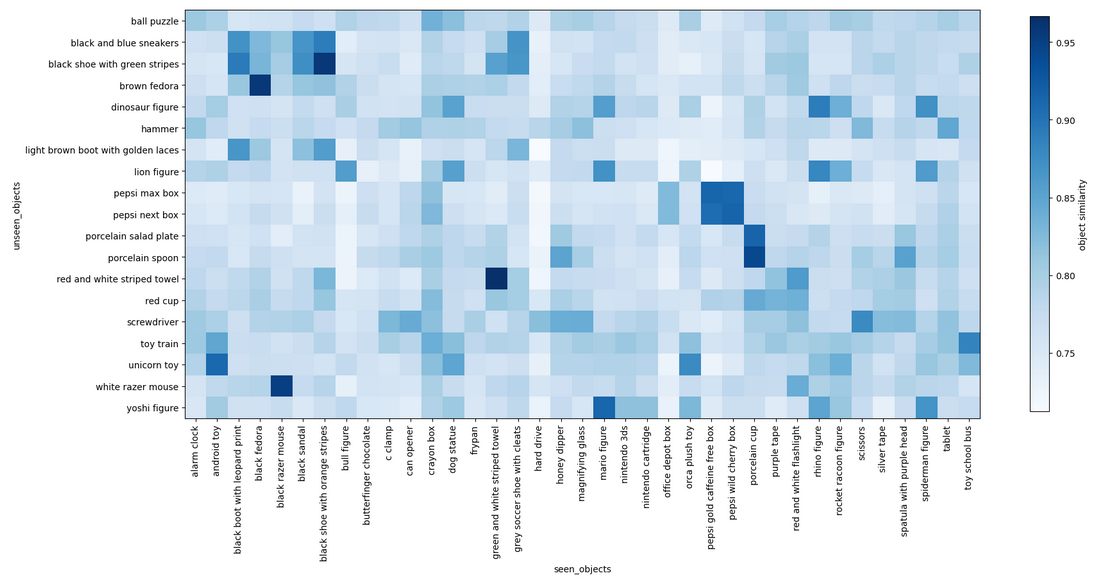 ball puzzle
black and blue sneakers
black shoe with green stripes
brown fedora
dinosaur figure
hammer
light brown boot with golden laces
lion figure
pepsi max box
pepsi next box
porcelain salad plate
porcelain spoon
red and white striped towel
red cup
screwdriver
toy train
unicorn toy
white razer mouse
yoshi figure
unseen_objects
alarm clock
android toy
black boot with leopard print
black fedora
black razer mouse
black sandal
black shoe with orange stripes
bull figure
butterfinger chocolate
c clamp
can opener
crayon box
dog statue
frypan
green and white striped towel
grey soccer shoe with cleats
hard drive
honey dipper
magnifying glass
mario figure
nintendo 3ds
nintendo cartridge
office depot box
orca plush toy
pepsi gold caffeine free box
pepsi wild cherry box
porcelain cup
purple tape
red and white flashlight
rhino figure
rocket racoon figure
scissors
silver tape
spatula with purple head
spiderman figure
tablet
toy school bus
seen_objects
0.95
0.90
0.85
0.80
0.75
object similarity